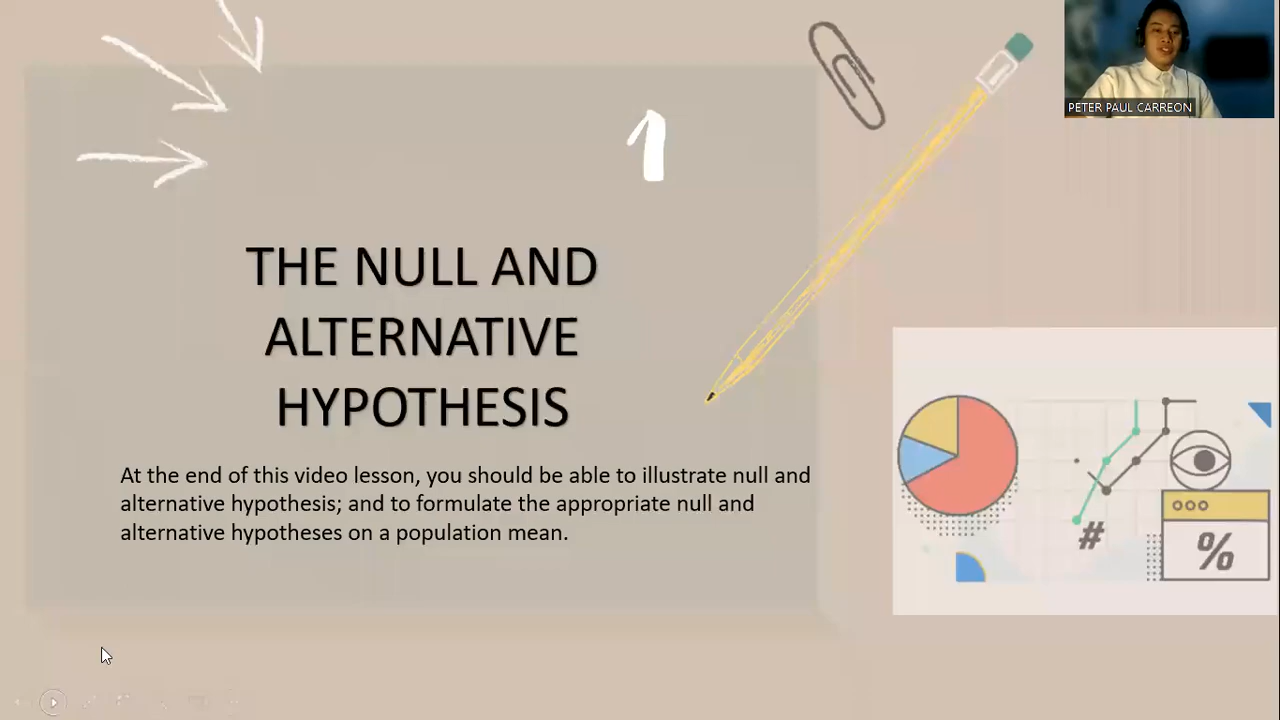 PETER PAUL CARREON
1
THE NULL AND
ALTERNATIVE
HYPOTHESIS
At the end of this video lesson, you should be able to illustrate null and
alternative hypothesis; and to formulate the appropriate null and
alternative hypotheses on a population mean.
#
%